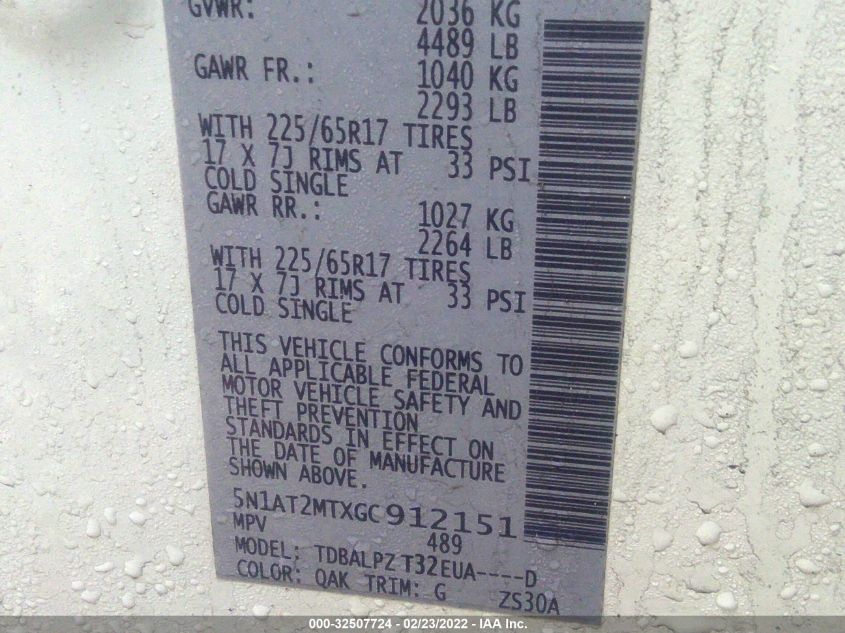 GVWR: 2036 KG
4489 LB
GAWR FR.: 1040 KG
2293 LB
WITH 225/65R17 TIRES
17 X 7J RIMS AT 33 PSI
COLD SINGLE
GAWR RR.: 1027 KG
2264 LB
WITH 225/65R17 TIRES
17 X 7J RIMS AT 33 PSI
COLD SINGLE
THIS VEHICLE CONFORMS TO
ALL APPLICABLE FEDERAL
MOTOR VEHICLE SAFETY AND
THEFT PREVENTION
STANDARDS IN EFFECT ON
THE DATE OF MANUFACTURE
SHOWN ABOVE.
5N1AT2MTXGC912151
MPV 489
MODEL: TDBALPZ T32EUA----D
COLOR: QAK TRIM: G ZS30A
000-32507724 - 02/23/2022 - IAA Inc.